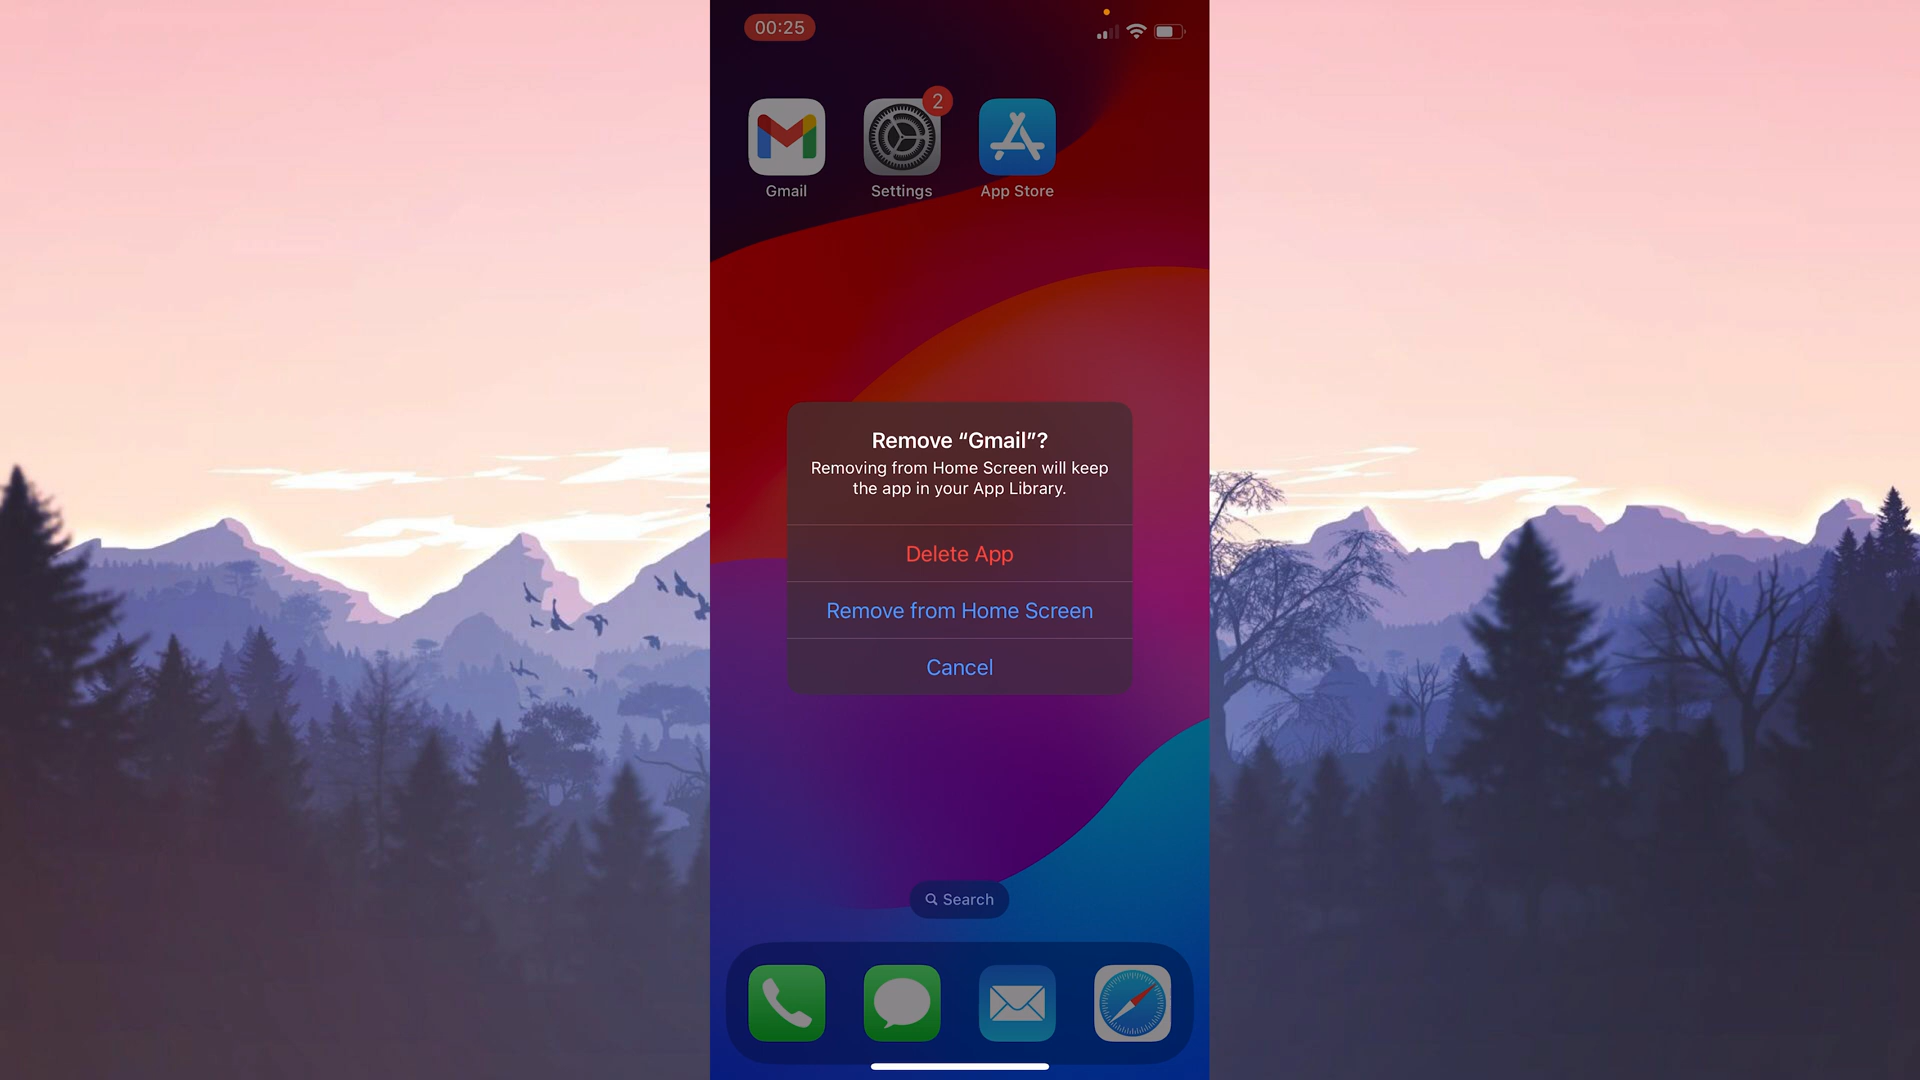 00:25
2
Gmail
Settings
App Store
Remove “Gmail”?
Removing from Home Screen will keep
the app in your App Library.
Delete App
Remove from Home Screen
Cancel
Search